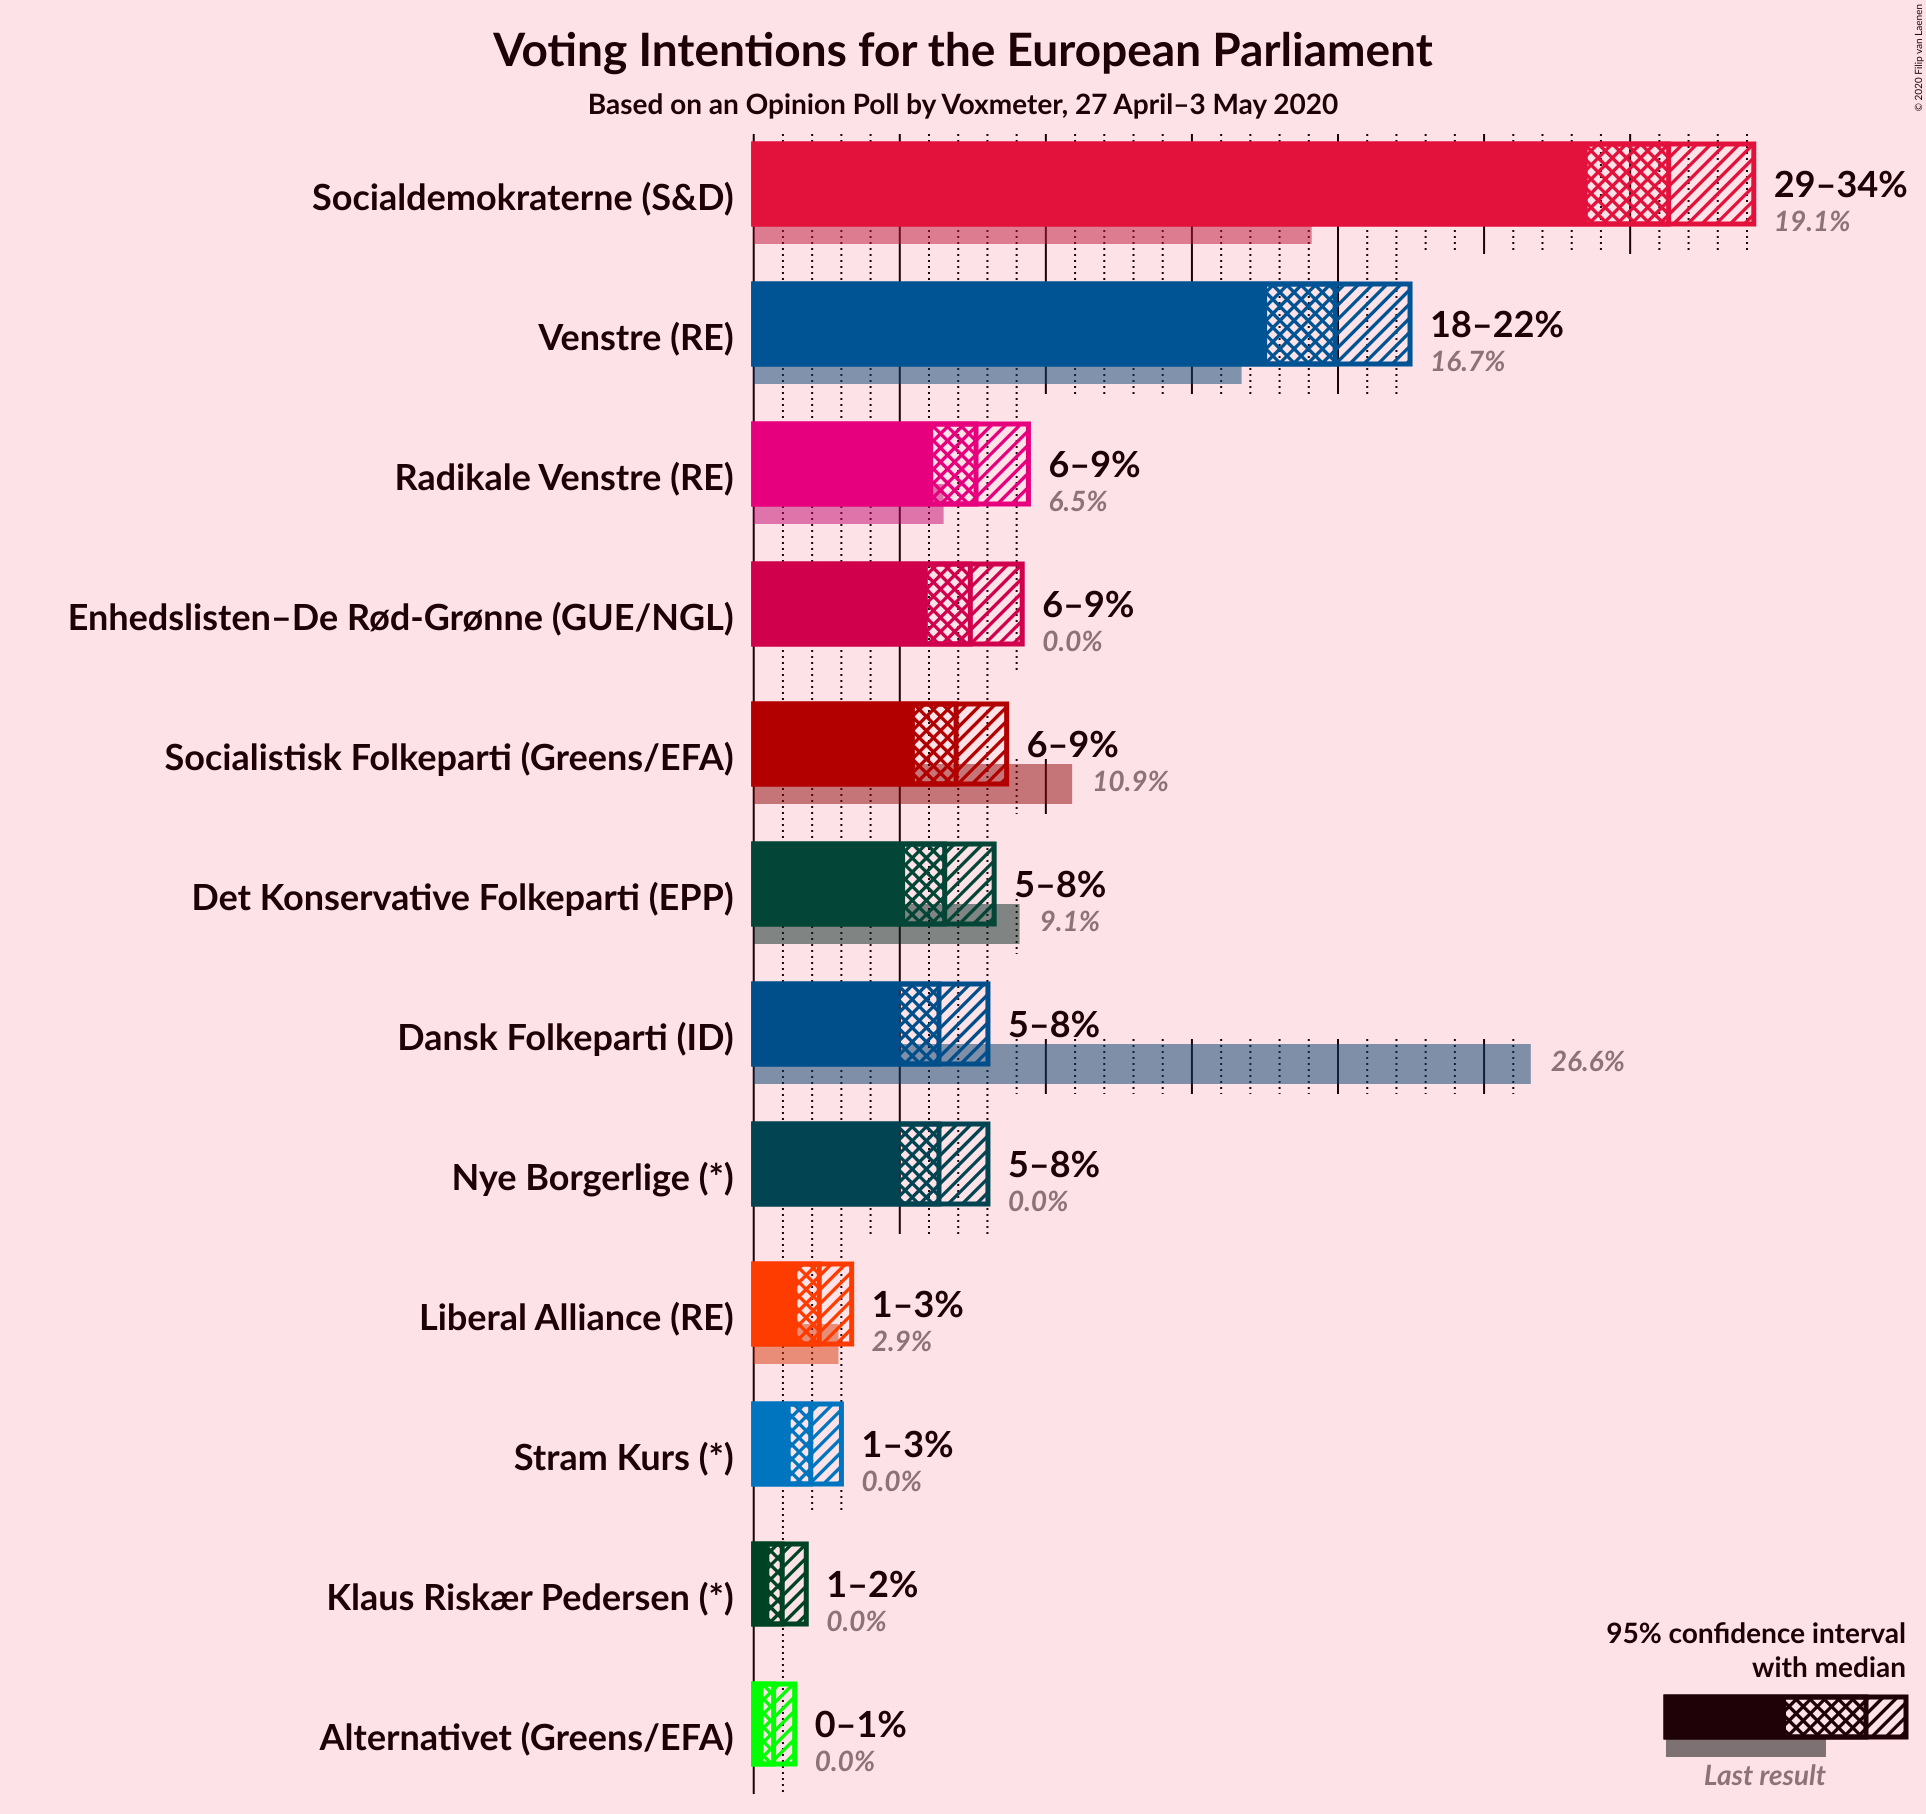 Voting Intentions for the European Parliament
Based on an Opinion Poll by Voxmeter, 27 April–3 May 2020
© 2020 Filip van Laenen
Socialdemokraterne (S&D)
29–34%
19.1%
Venstre (RE)
18–22%
16.7%
Radikale Venstre (RE)
6–9%
6.5%
Enhedslisten–De Rød-Grønne (GUE/NGL)
6–9%
0.0%
Socialistisk Folkeparti (Greens/EFA)
6–9%
10.9%
Det Konservative Folkeparti (EPP)
5–8%
9.1%
Dansk Folkeparti (ID)
5–8%
26.6%
Nye Borgerlige (*)
5–8%
0.0%
Liberal Alliance (RE)
1–3%
2.9%
Stram Kurs (*)
1–3%
0.0%
Klaus Riskær Pedersen (*)
1–2%
0.0%
Alternativet (Greens/EFA)
0–1%
0.0%
95% confidence interval
with median
Last result